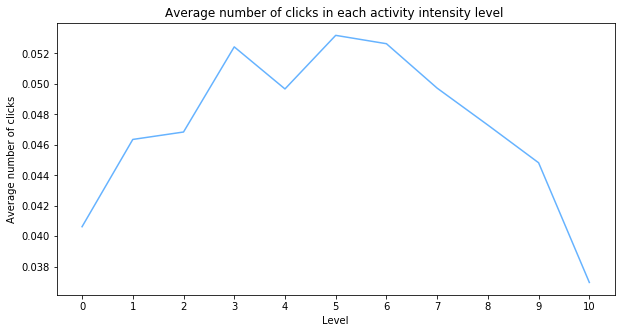 Average number of clicks in each activity intensity level
Average number of clicks
0.052
0.050
0.048
0.046
0.044
0.042
0.040
0.038
0 1 2 3 4 5 6 7 8 9 10
Level